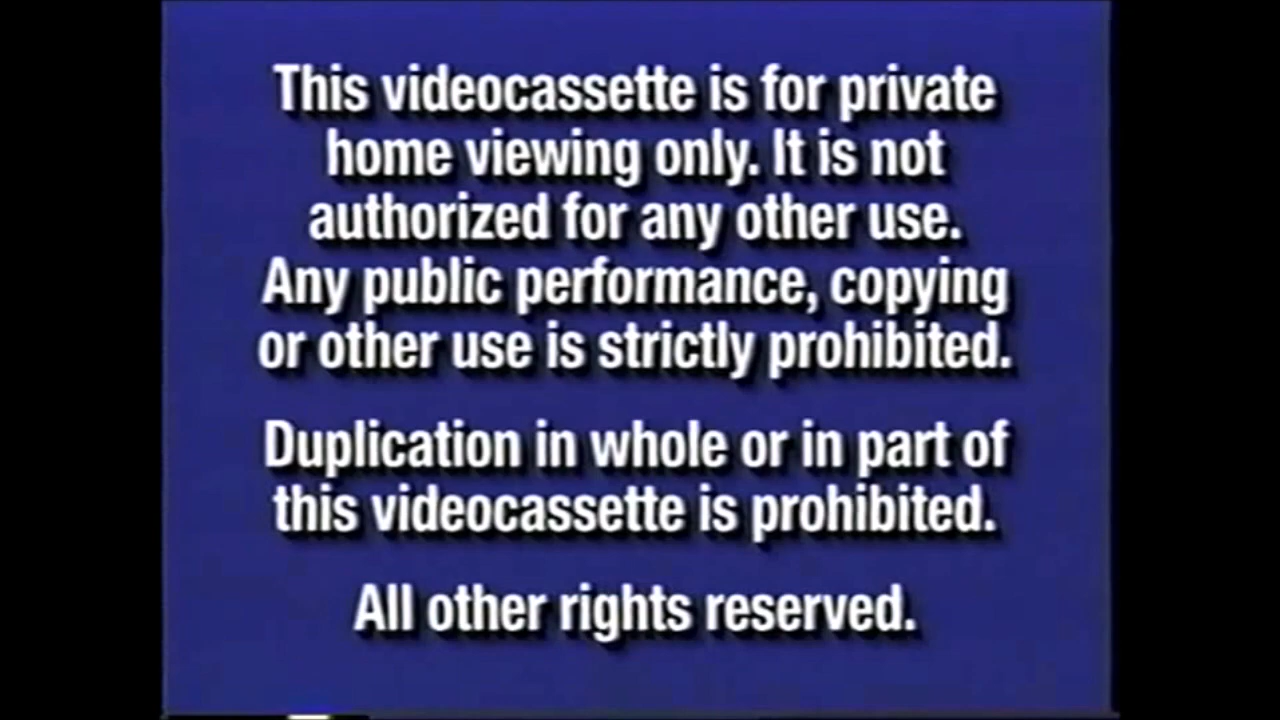 This videocassette is for private
home viewing only. It is not
authorized for any other use.
Any public performance, copying
or other use is strictly prohibited.
Duplication in whole or in part of
this videocassette is prohibited.
All other rights reserved.